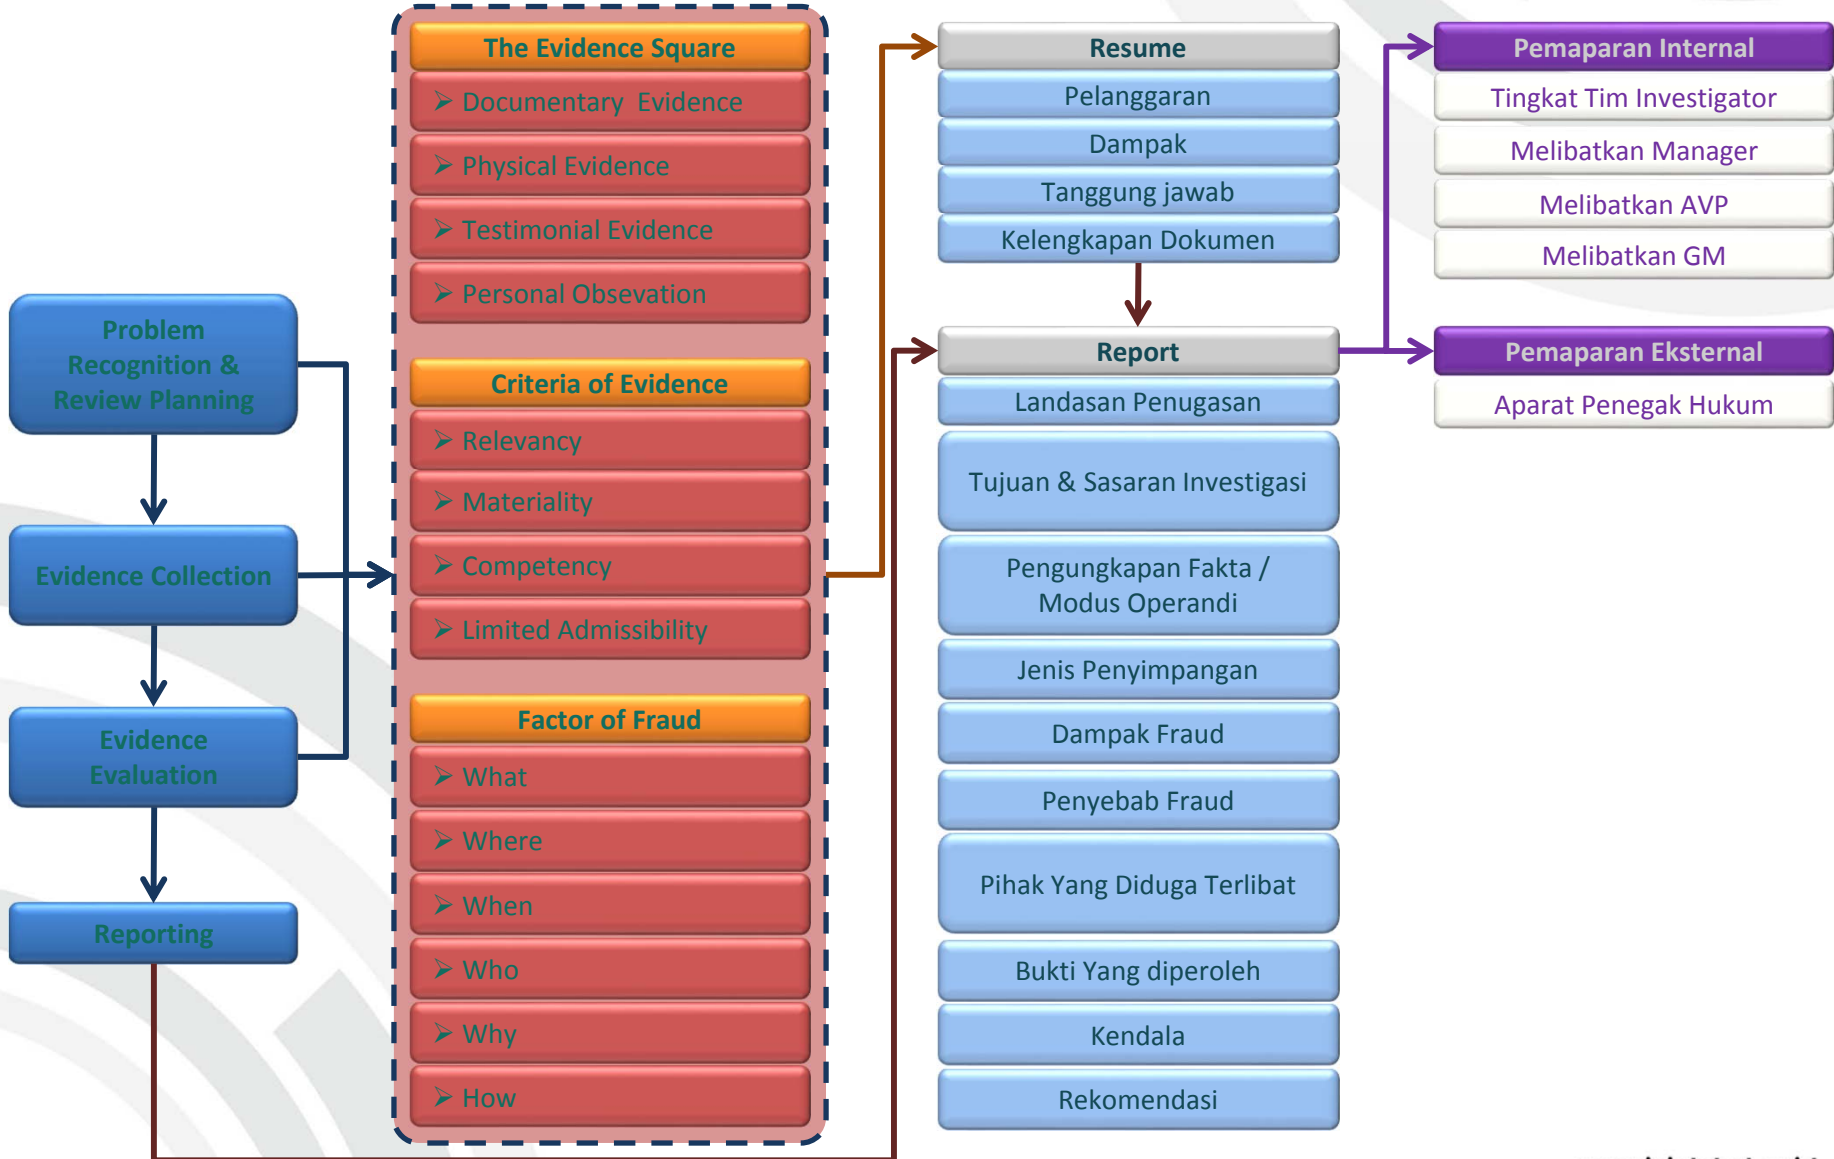 Problem
Recognition &
Review Planning
Evidence Collection
Evidence
Evaluation
Reporting
The Evidence Square
➢ Documentary Evidence
➢ Physical Evidence
➢ Testimonial Evidence
➢ Personal Obsevation
Criteria of Evidence
➢ Relevancy
➢ Materiality
➢ Competency
➢ Limited Admissibility
Factor of Fraud
➢ What
➢ Where
➢ When
➢ Who
➢ Why
➢ How
Resume
Pelanggaran
Dampak
Tanggung jawab
Kelengkapan Dokumen
Report
Landasan Penugasan
Tujuan & Sasaran Investigasi
Pengungkapan Fakta /
Modus Operandi
Jenis Penyimpangan
Dampak Fraud
Penyebab Fraud
Pihak Yang Diduga Terlibat
Bukti Yang diperoleh
Kendala
Rekomendasi
Pemaparan Internal
Tingkat Tim Investigator
Melibatkan Manager
Melibatkan AVP
Melibatkan GM
Pemaparan Eksternal
Aparat Penegak Hukum